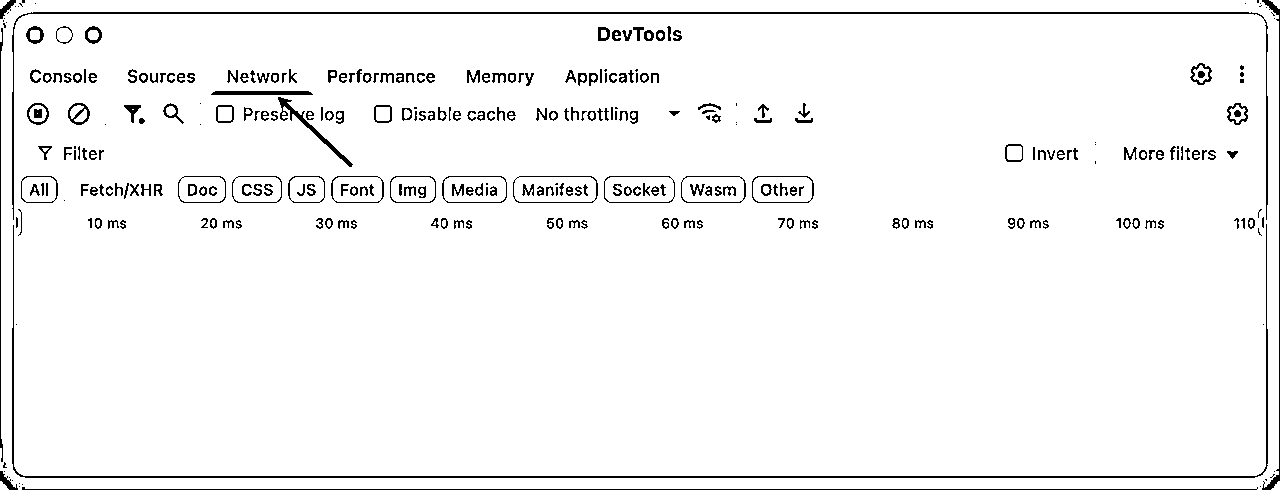 DevTools
Console Sources Network Performance Memory Application
Preserve log Disable cache No throttling
Filter Invert More filters
All Fetch/XHR Doc CSS JS Font Img Media Manifest Socket Wasm Other
10 ms 20 ms 30 ms 40 ms 50 ms 60 ms 70 ms 80 ms 90 ms 100 ms 110